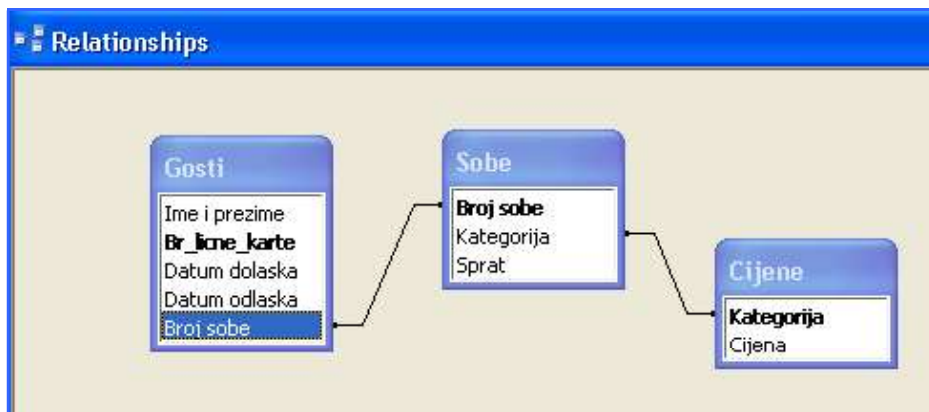 Relationships
Gosti
Ime i prezime
Br_licne_karte
Datum dolaska
Datum odlaska
Broj sobe
Sobe
Broj sobe
Kategorija
Sprat
Cijene
Kategorija
Cijena